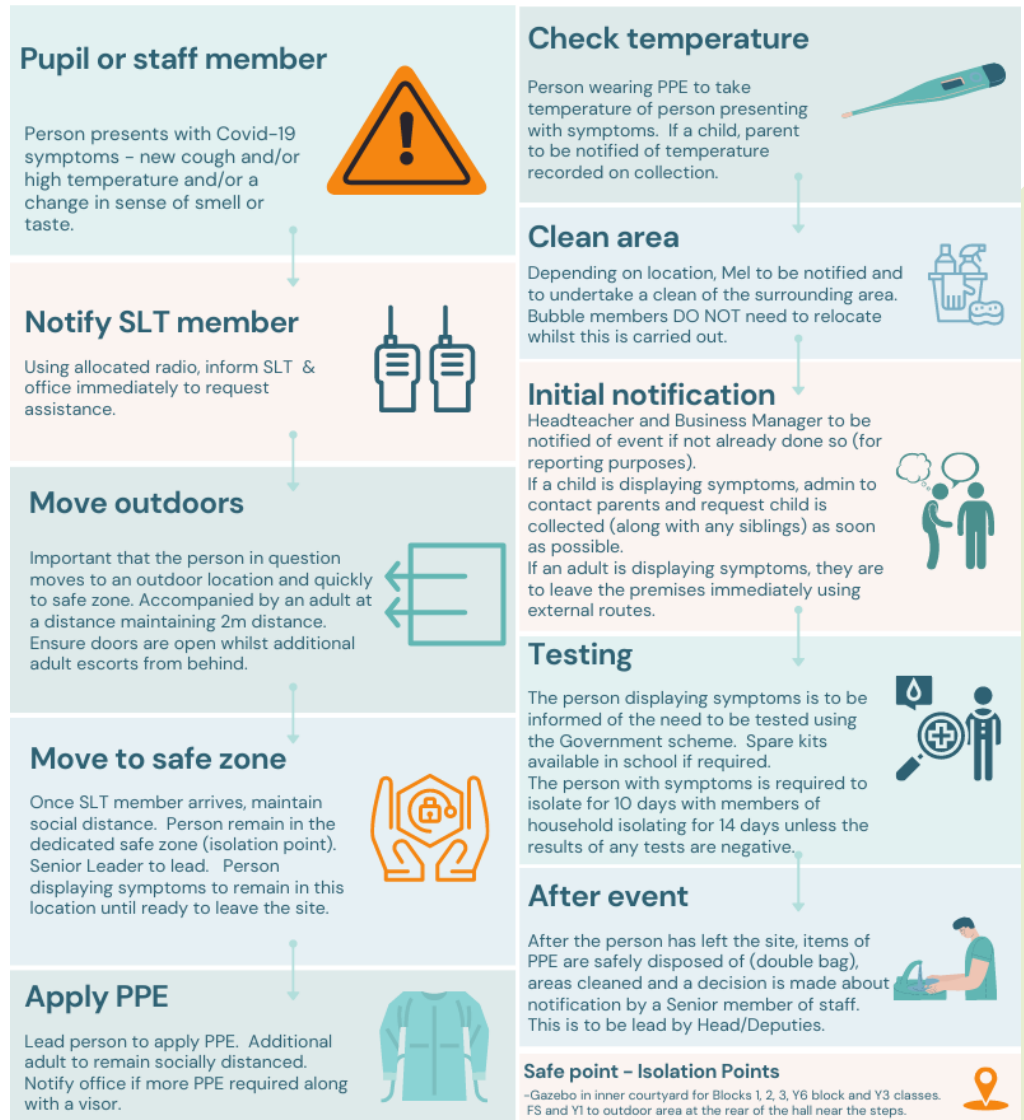 Pupil or staff member
Person presents with Covid-19
symptoms - new cough and/or
high temperature and/or a
change in sense of smell or
taste.
Notify SLT member
Using allocated radio, inform SLT &
office immediately to request
assistance.
Move outdoors
Important that the person in question
moves to an outdoor location and quickly
to safe zone. Accompanied by an adult at
a distance maintaining 2m distance.
Ensure doors are open whilst additional
adult escorts from behind.
Move to safe zone
Once SLT member arrives, maintain
social distance. Person remain in the
dedicated safe zone (isolation point).
Senior Leader to lead. Person
displaying symptoms to remain in this
location until ready to leave the site.
Apply PPE
Lead person to apply PPE. Additional
adult to remain socially distanced.
Notify office if more PPE required along
with a visor.
Check temperature
Person wearing PPE to take
temperature of person presenting
with symptoms. If a child, parent
to be notified of temperature
recorded on collection.
Clean area
Depending on location, Mel to be notified and
to undertake a clean of the surrounding area.
Bubble members DO NOT need to relocate
whilst this is carried out.
Initial notification
Headteacher and Business Manager to be
notified of event if not already done so (for
reporting purposes).
If a child is displaying symptoms, admin to
contact parents and request child is
collected (along with any siblings) as soon
as possible.
If an adult is displaying symptoms, they are
to leave the premises immediately using
external routes.
Testing
The person displaying symptoms is to be
informed of the need to be tested using
the Government scheme. Spare kits
available in school if required.
The person with symptoms is required to
isolate for 10 days with members of
household isolating for 14 days unless the
results of any tests are negative.
After event
After the person has left the site, items of
PPE are safely disposed of (double bag),
areas cleaned and a decision is made about
notification by a Senior member of staff.
This is to be lead by Head/Deputies.
Safe point - Isolation Points
-Gazebo in inner courtyard for Blocks 1, 2, 3, Y6 block and Y3 classes.
FS and Y1 to outdoor area at the rear of the hall near the steps.